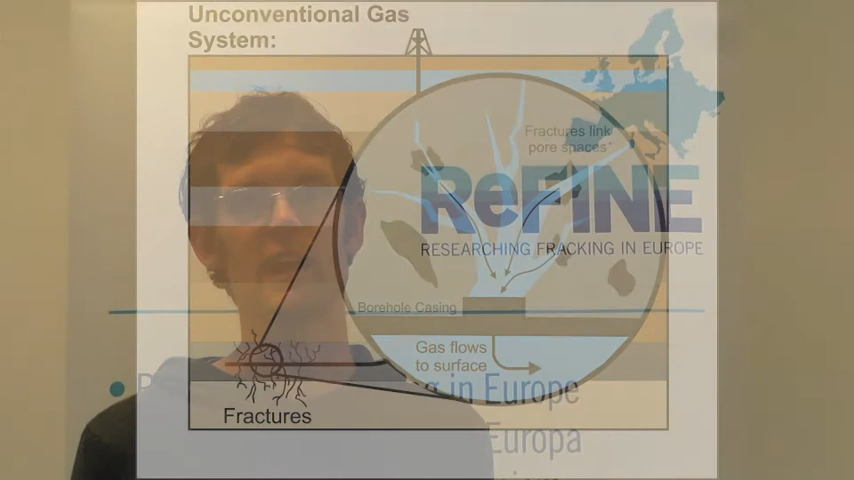 Unconventional Gas
System:
Fractures link
pore spaces
ReFINE
RESEARCHING FRACKING IN EUROPE
Borehole Casing
Gas flows
to surface
in Europe
Europa
Fractures